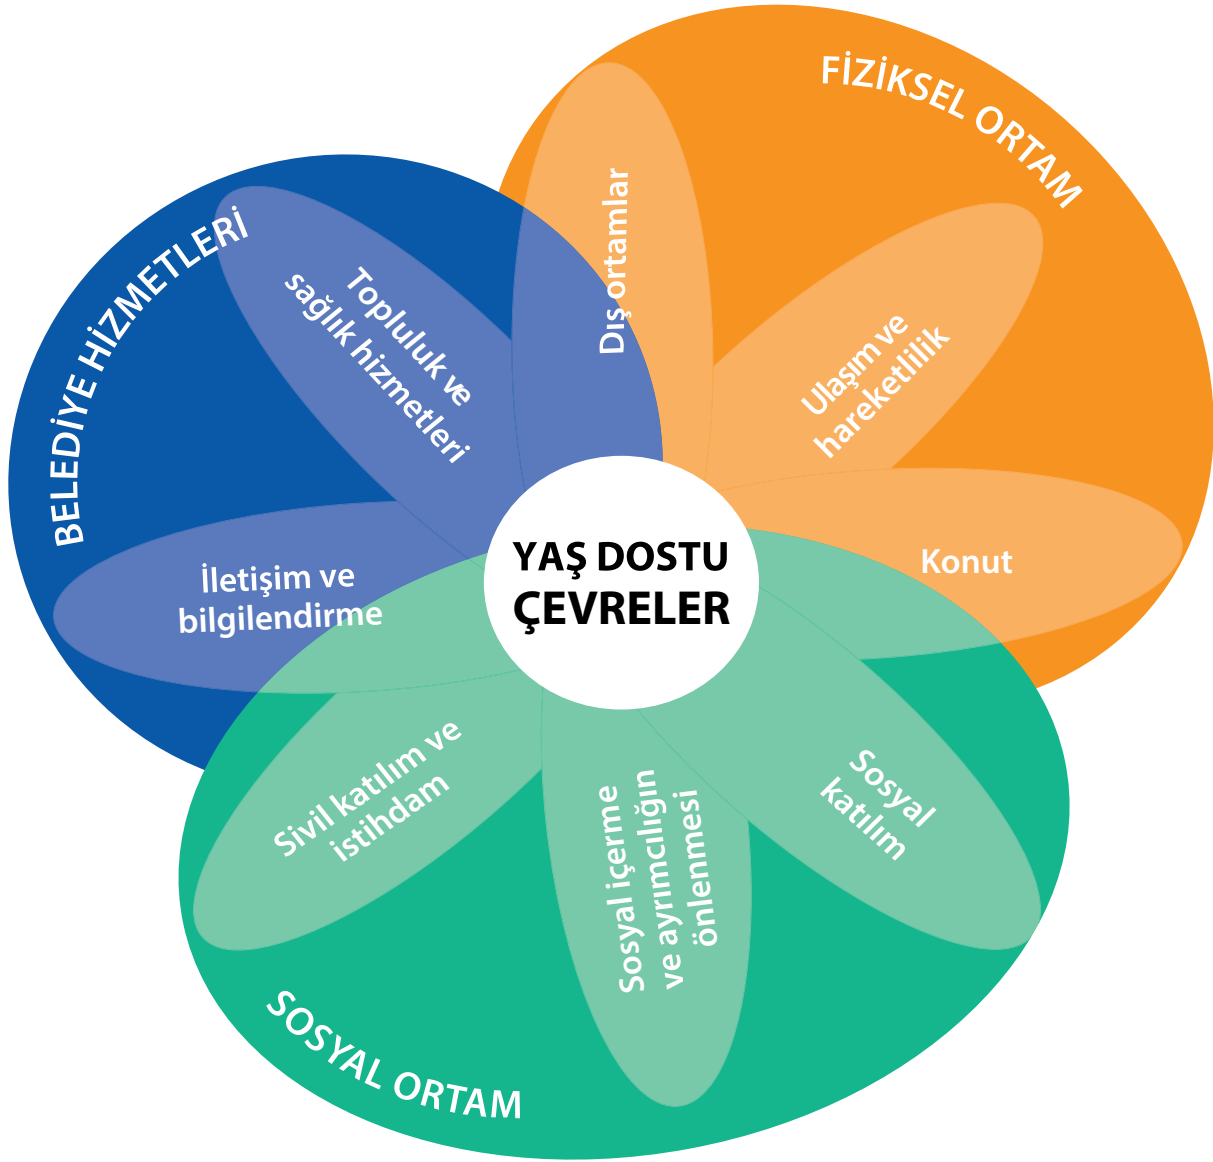 FİZİKSEL ORTAM
Dış ortamlar
Ulaşım ve
hareketlilik
Konut
BELEDİYE HİZMETLERİ
Topluluk ve
sağlık hizmetleri
İletişim ve
bilgilendirme
YAŞ DOSTU
ÇEVRELER
Sivil katılım ve
istihdam
Sosyal içerme
ve ayrımcılığın
önlenmesi
Sosyal
katılım
SOSYAL ORTAM